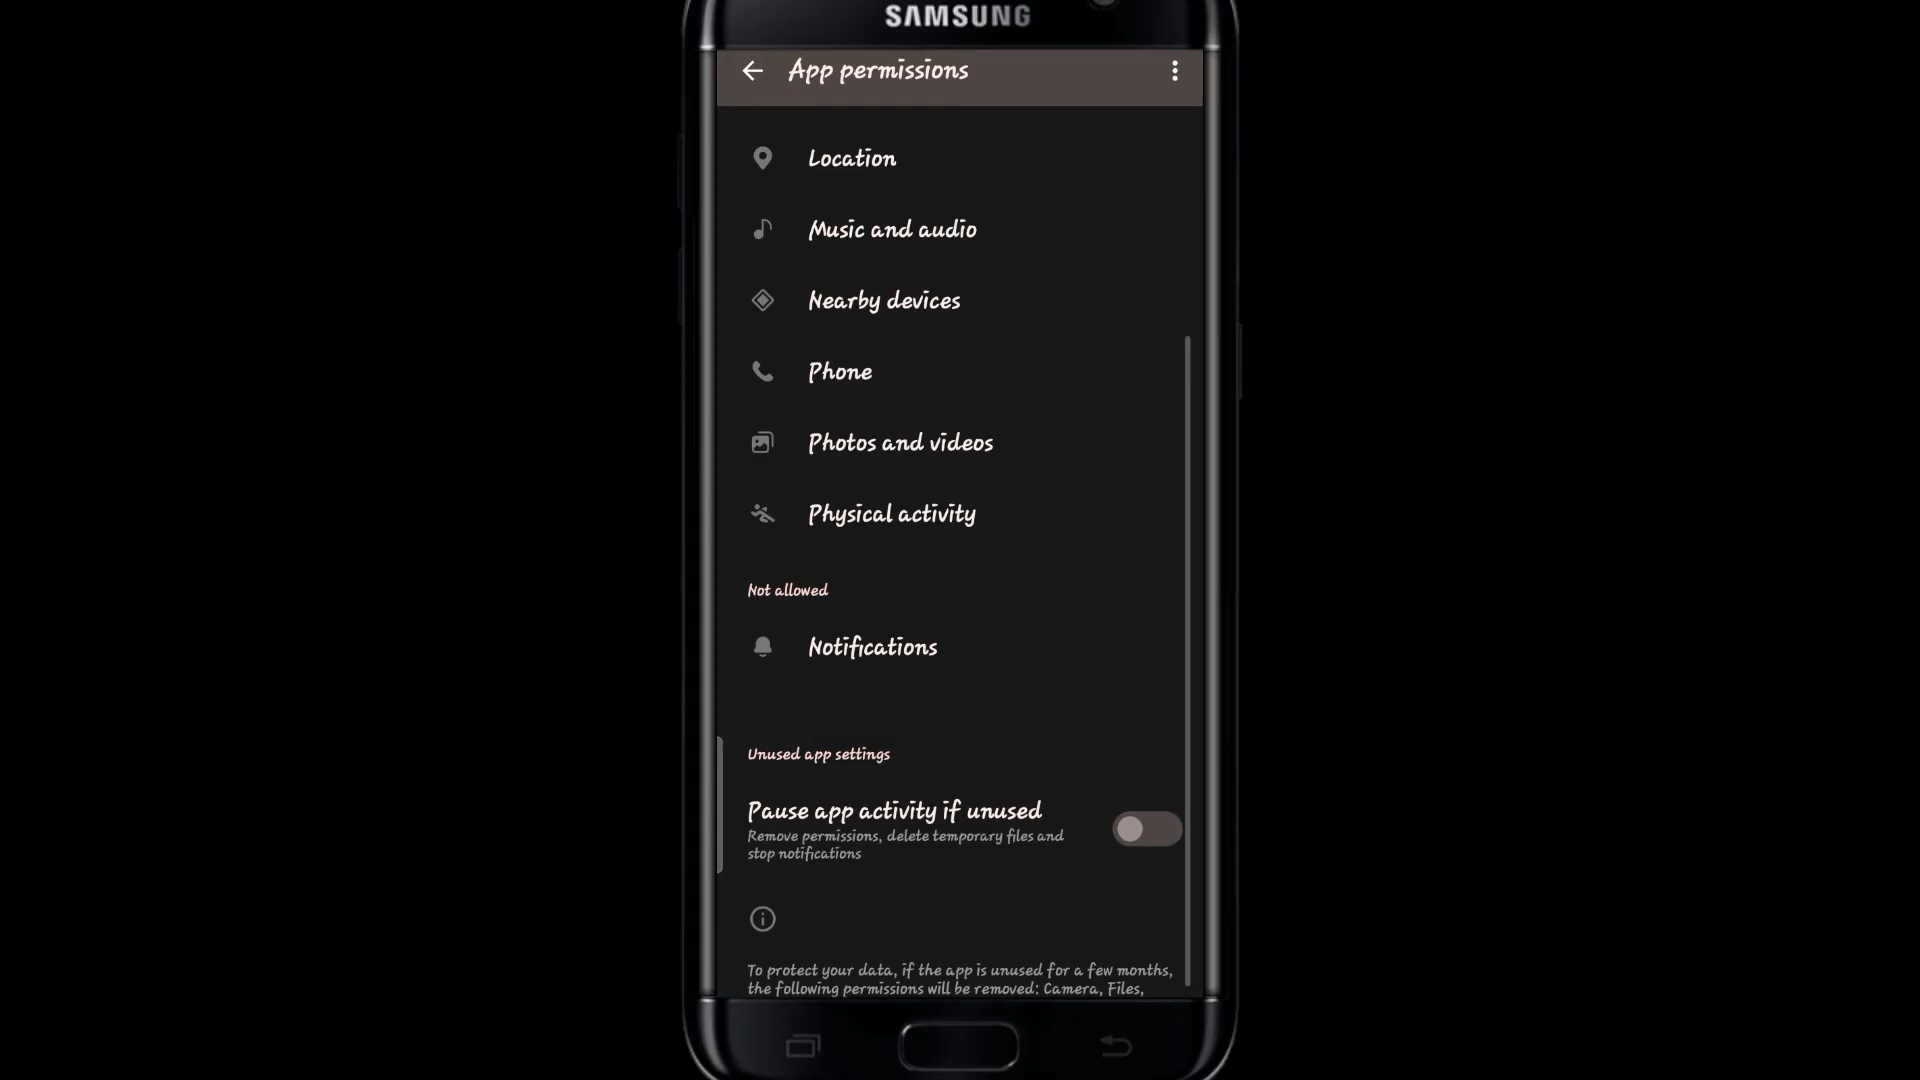 SAMSUNG
App permissions
Location
Music and audio
Nearby devices
Phone
Photos and videos
Physical activity
Not allowed
Notifications
Unused app settings
Pause app activity if unused
Remove permissions, delete temporary files and
stop notifications
To protect your data, if the app is unused for a few months,
the following permissions will be removed: Camera, Files,